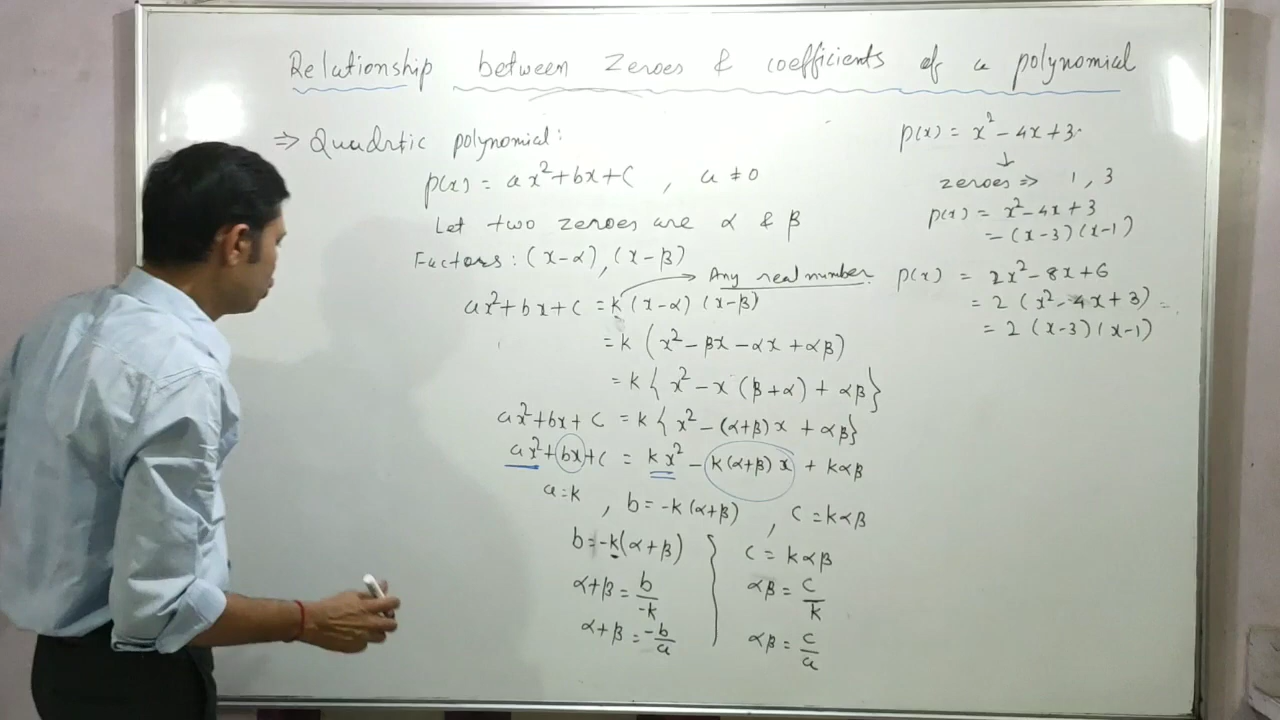 Relationship between Zeroes & coefficients of a polynomial
⇒ Quadrtic polynomial:
p(x) = ax²+bx+c , a ≠ 0
Let two zeroes are α & β
Factors: (x-α), (x-β)
Any real number
ax²+bx+c = k (x-α) (x-β)
= k (x² - βx - αx + αβ)
= k { x² - x (β+α) + αβ}
ax²+bx+c = k { x² - (α+β)x + αβ}
ax²+bx+c = kx² - k(α+β)x + kαβ
a=k , b = -k(α+β) , c = kαβ
b=-k(α+β)
α+β = b/-k
α+β = -b/a
c = kαβ
αβ = c/k
αβ = c/a
p(x) = x² - 4x + 3
↓
zeroes ⇒ 1, 3
p(x) = x² - 4x + 3
= (x-3) (x-1)
p(x) = 2x² - 8x + 6
= 2 (x² - 4x + 3) =
= 2 (x-3) (x-1)